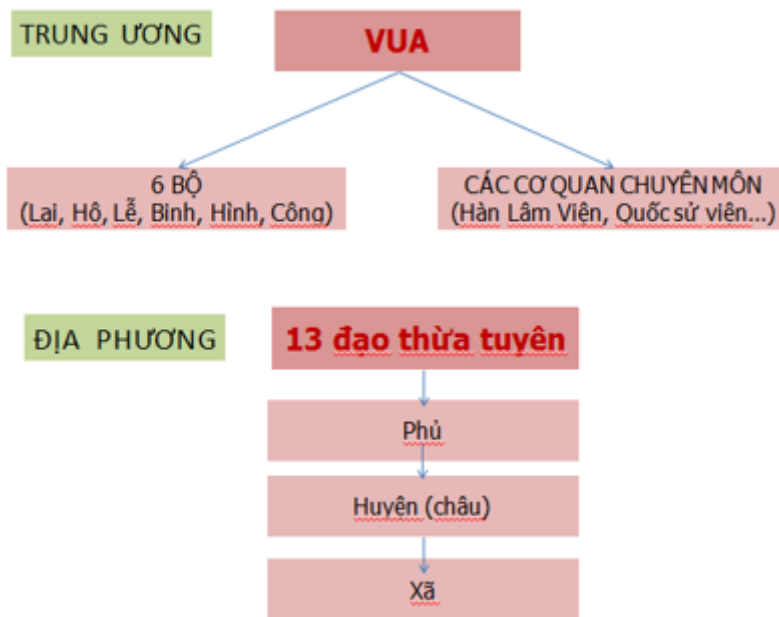 TRUNG ƯƠNG
VUA
6 BỘ
(Lại, Hộ, Lễ, Binh, Hình, Công)
CÁC CƠ QUAN CHUYÊN MÔN
(Hàn Lâm Viện, Quốc sử viện...)
ĐỊA PHƯƠNG
13 đạo thừa tuyên
Phủ
Huyện (châu)
Xã